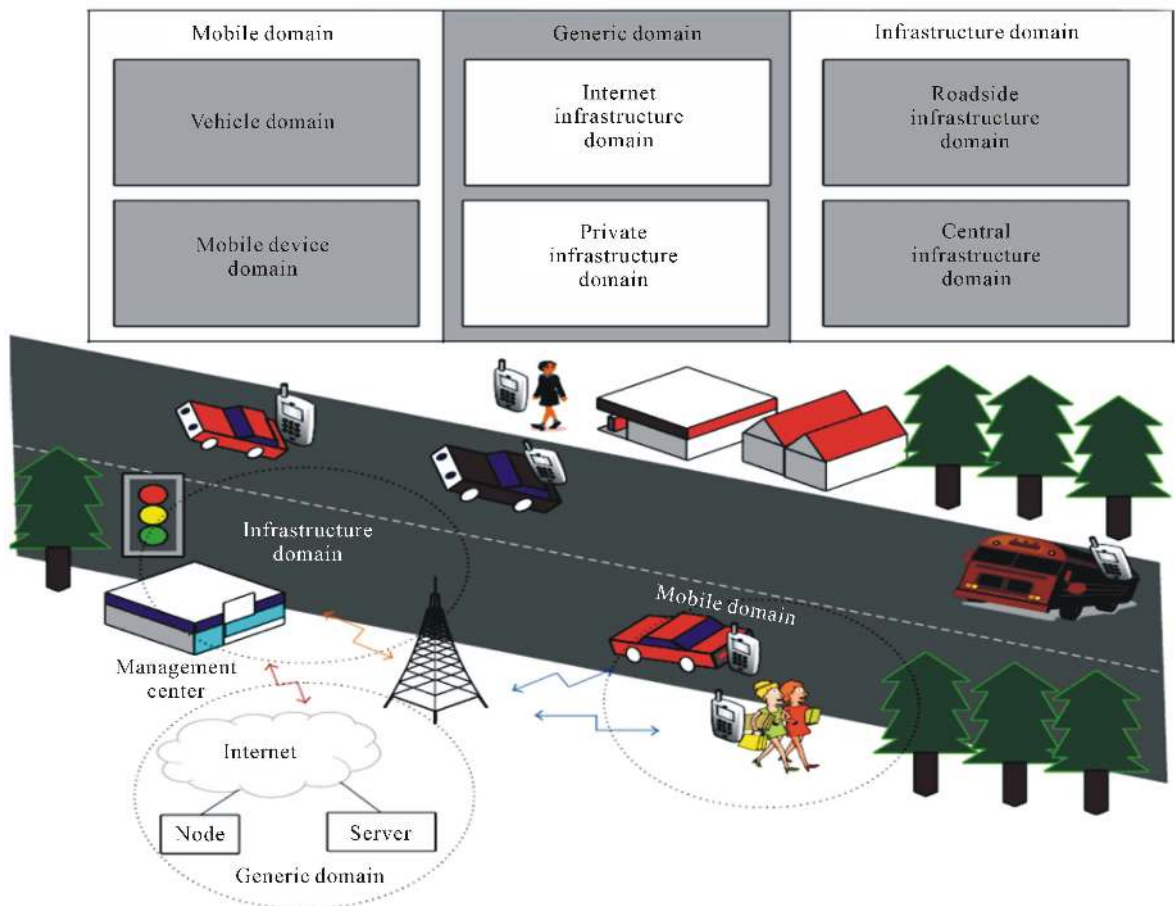 Mobile domain
Generic domain
Infrastructure domain
Vehicle domain
Internet
infrastructure
domain
Roadside
infrastructure
domain
Mobile device
domain
Private
infrastructure
domain
Central
infrastructure
domain
Infrastructure
domain
Mobile domain
Management
center
Internet
Node
Server
Generic domain